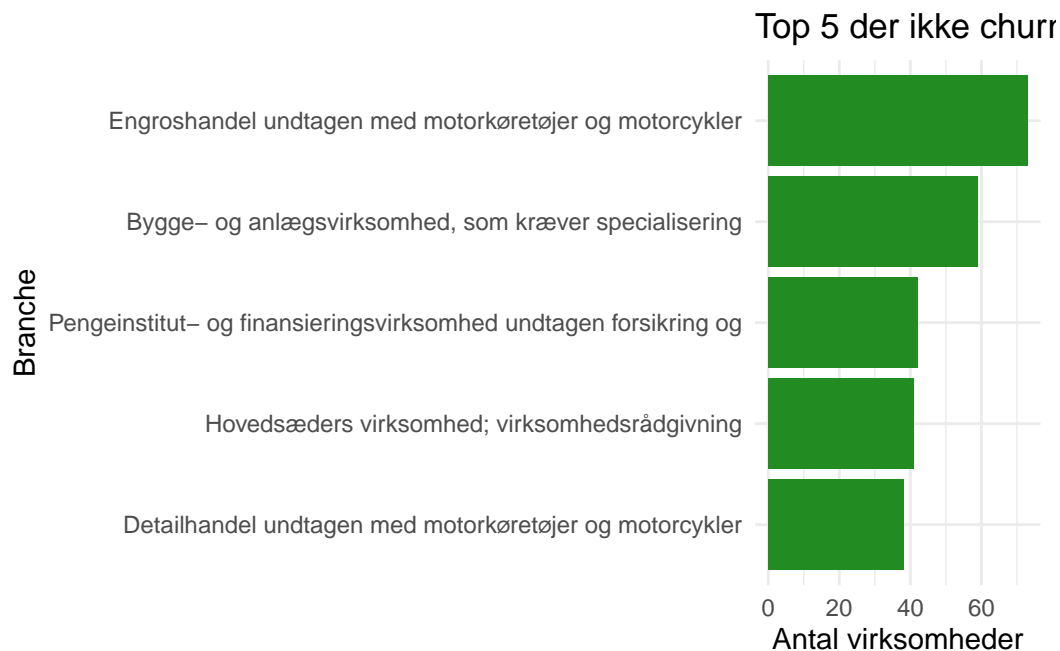 Top 5 der ikke churn
Engroshandel undtagen med motorkøretøjer og motorcykler
Bygge− og anlægsvirksomhed, som kræver specialisering
Pengeinstitut− og finansieringsvirksomhed undtagen forsikring og
Hovedsæders virksomhed; virksomhedsrådgivning
Detailhandel undtagen med motorkøretøjer og motorcykler
Branche
0 20 40 60
Antal virksomheder